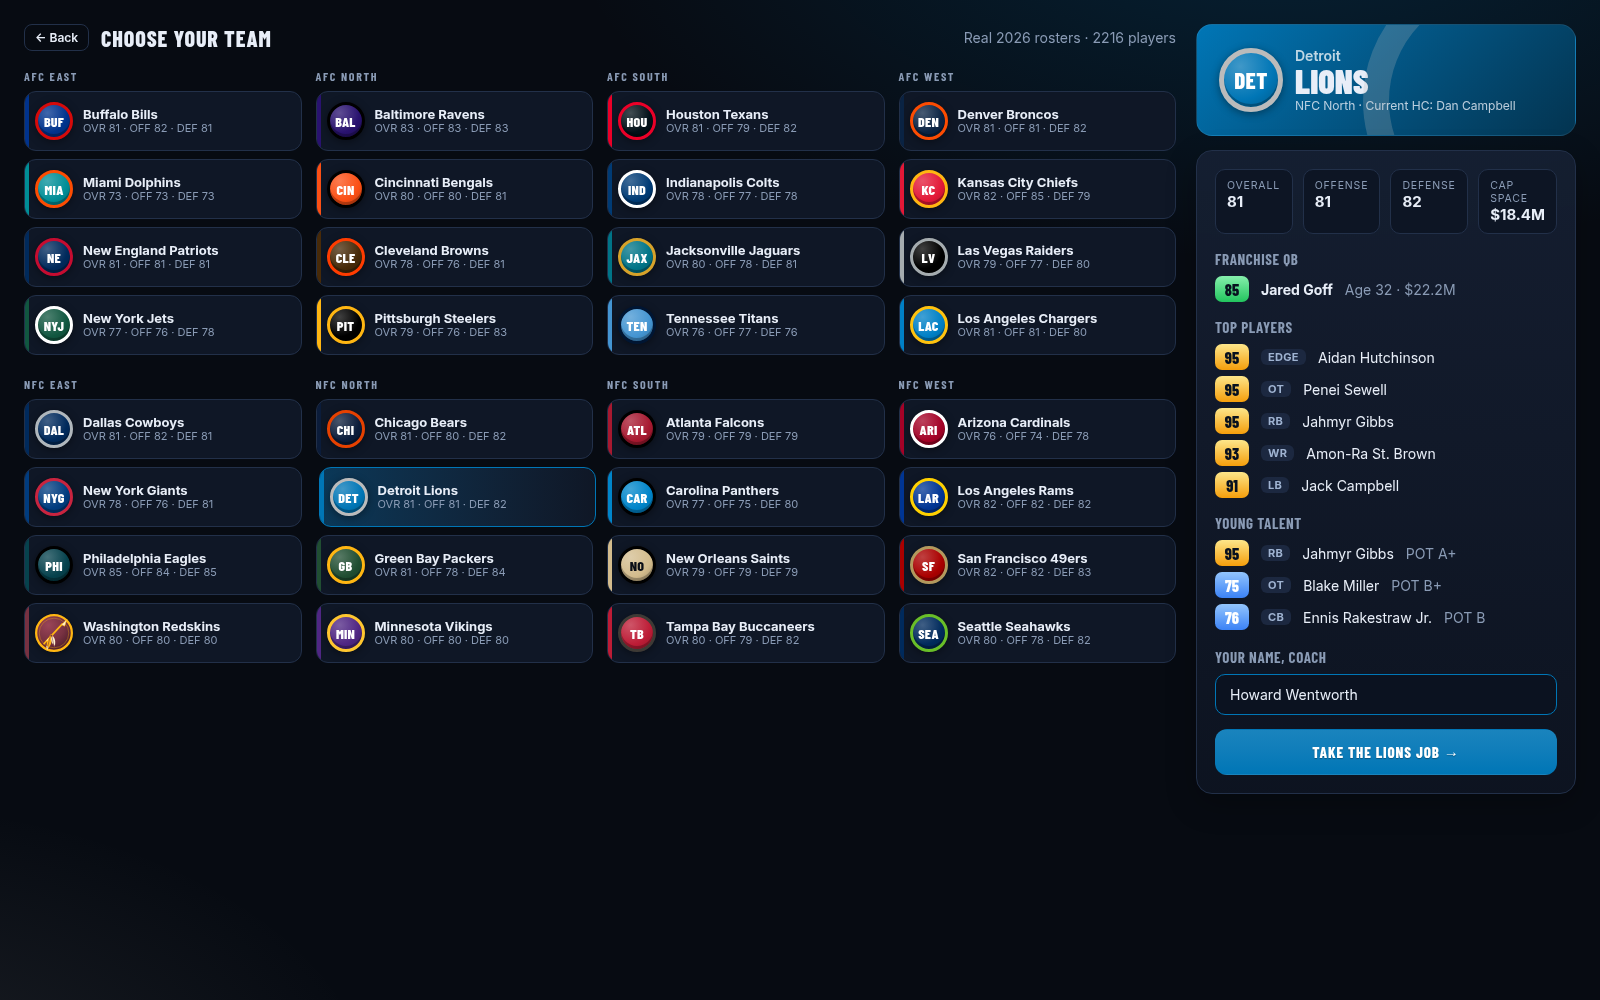 ← Back
CHOOSE YOUR TEAM
Real 2026 rosters · 2216 players
AFC EAST
BUF
Buffalo Bills
OVR 81 · OFF 82 · DEF 81
MIA
Miami Dolphins
OVR 73 · OFF 73 · DEF 73
NE
New England Patriots
OVR 81 · OFF 81 · DEF 81
NYJ
New York Jets
OVR 77 · OFF 76 · DEF 78
AFC NORTH
BAL
Baltimore Ravens
OVR 83 · OFF 83 · DEF 83
CIN
Cincinnati Bengals
OVR 80 · OFF 80 · DEF 81
CLE
Cleveland Browns
OVR 78 · OFF 76 · DEF 81
PIT
Pittsburgh Steelers
OVR 79 · OFF 76 · DEF 83
AFC SOUTH
HOU
Houston Texans
OVR 81 · OFF 79 · DEF 82
IND
Indianapolis Colts
OVR 78 · OFF 77 · DEF 78
JAX
Jacksonville Jaguars
OVR 80 · OFF 78 · DEF 81
TEN
Tennessee Titans
OVR 76 · OFF 77 · DEF 76
AFC WEST
DEN
Denver Broncos
OVR 81 · OFF 81 · DEF 82
KC
Kansas City Chiefs
OVR 82 · OFF 85 · DEF 79
LV
Las Vegas Raiders
OVR 79 · OFF 77 · DEF 80
LAC
Los Angeles Chargers
OVR 81 · OFF 81 · DEF 80
NFC EAST
DAL
Dallas Cowboys
OVR 81 · OFF 82 · DEF 81
NYG
New York Giants
OVR 78 · OFF 76 · DEF 81
PHI
Philadelphia Eagles
OVR 85 · OFF 84 · DEF 85
Washington Redskins
OVR 80 · OFF 80 · DEF 80
NFC NORTH
CHI
Chicago Bears
OVR 81 · OFF 80 · DEF 82
DET
Detroit Lions
OVR 81 · OFF 81 · DEF 82
GB
Green Bay Packers
OVR 81 · OFF 78 · DEF 84
MIN
Minnesota Vikings
OVR 80 · OFF 80 · DEF 80
NFC SOUTH
ATL
Atlanta Falcons
OVR 79 · OFF 79 · DEF 79
CAR
Carolina Panthers
OVR 77 · OFF 75 · DEF 80
NO
New Orleans Saints
OVR 79 · OFF 79 · DEF 79
TB
Tampa Bay Buccaneers
OVR 80 · OFF 79 · DEF 82
NFC WEST
ARI
Arizona Cardinals
OVR 76 · OFF 74 · DEF 78
LAR
Los Angeles Rams
OVR 82 · OFF 82 · DEF 82
SF
San Francisco 49ers
OVR 82 · OFF 82 · DEF 83
SEA
Seattle Seahawks
OVR 80 · OFF 78 · DEF 82
DET
Detroit
LIONS
NFC North · Current HC: Dan Campbell
OVERALL
81
OFFENSE
81
DEFENSE
82
CAP
SPACE
$18.4M
FRANCHISE QB
85 Jared Goff Age 32 · $22.2M
TOP PLAYERS
95 EDGE Aidan Hutchinson
95 OT Penei Sewell
95 RB Jahmyr Gibbs
93 WR Amon-Ra St. Brown
91 LB Jack Campbell
YOUNG TALENT
95 RB Jahmyr Gibbs POT A+
75 OT Blake Miller POT B+
76 CB Ennis Rakestraw Jr. POT B
YOUR NAME, COACH
Howard Wentworth
TAKE THE LIONS JOB →